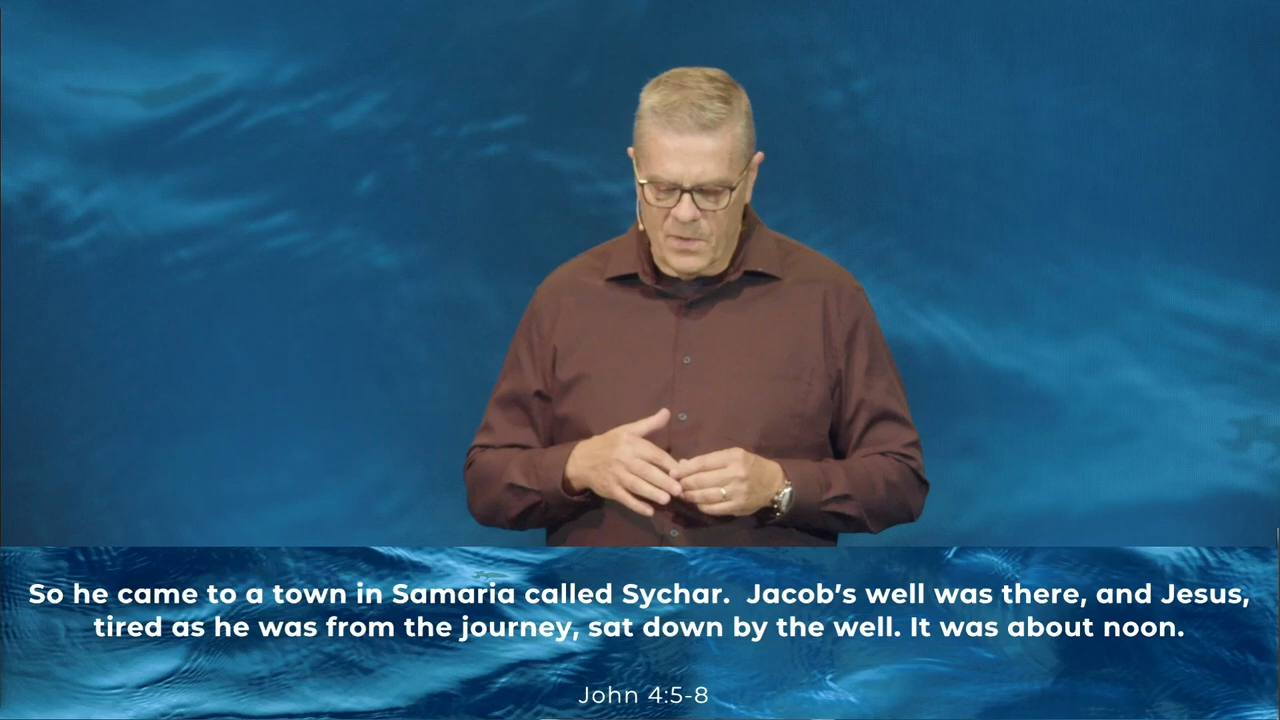 So he came to a town in Samaria called Sychar.  Jacob’s well was there, and Jesus,
tired as he was from the journey, sat down by the well. It was about noon.
John 4:5-8